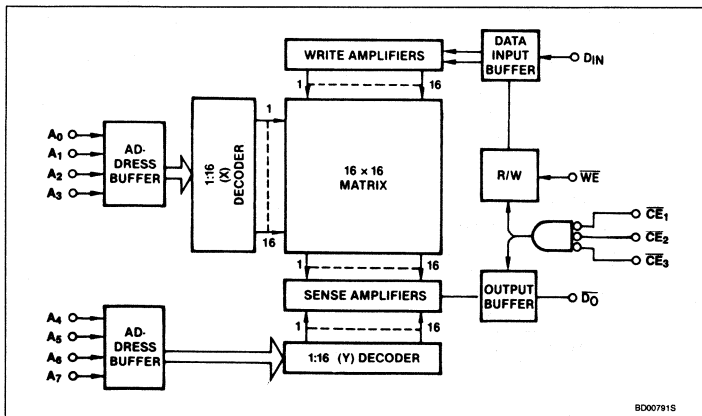 WRITE AMPLIFIERS
DATA
INPUT
BUFFER
DIN
1
16
A0
A1
A2
A3
AD-
DRESS
BUFFER
1:16
(X)
DECODER
1
16
16 × 16
MATRIX
R/W
WE
CE1
CE2
CE3
1
16
SENSE AMPLIFIERS
OUTPUT
BUFFER
DO
1
16
A4
A5
A6
A7
AD-
DRESS
BUFFER
1:16 (Y) DECODER
BD00791S